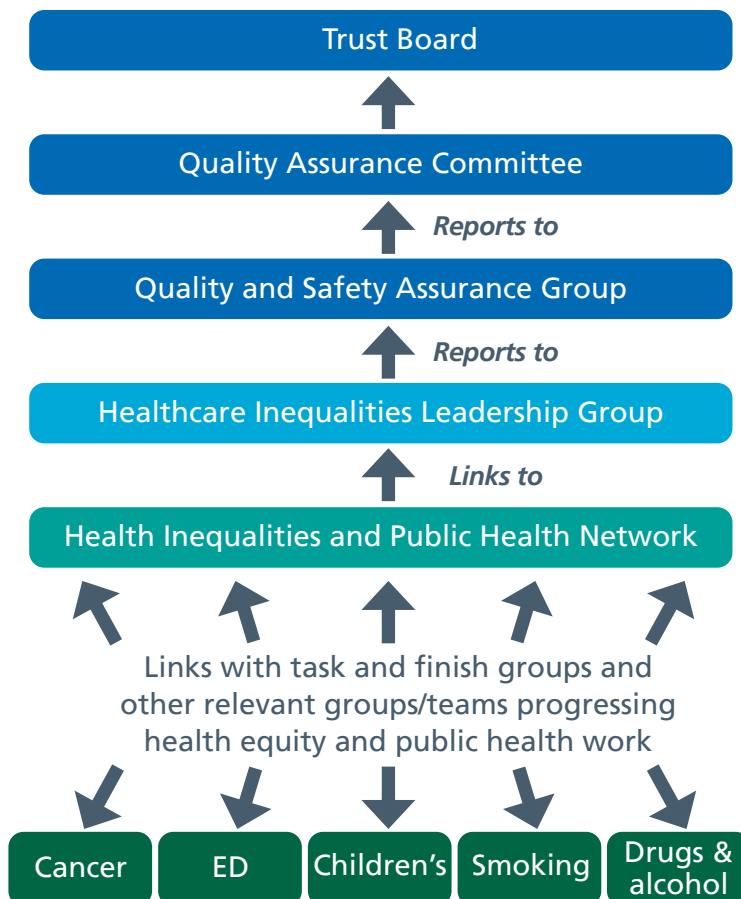 Trust Board
Quality Assurance Committee
Reports to
Quality and Safety Assurance Group
Reports to
Healthcare Inequalities Leadership Group
Links to
Health Inequalities and Public Health Network
Links with task and finish groups and
other relevant groups/teams progressing
health equity and public health work
Cancer
ED
Children's
Smoking
Drugs &
alcohol